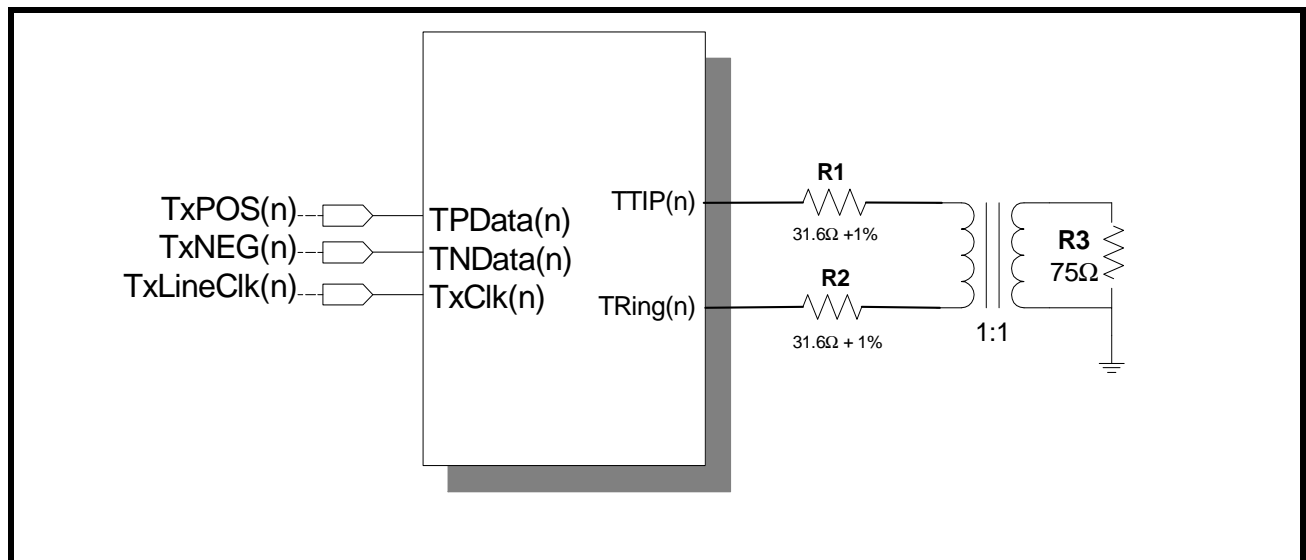 TxPOS(n)
TxNEG(n)
TxLineClk(n)
TPData(n)
TNData(n)
TxClk(n)
TTIP(n)
TRing(n)
R1
31.6Ω +1%
R2
31.6Ω + 1%
1:1
R3
75Ω